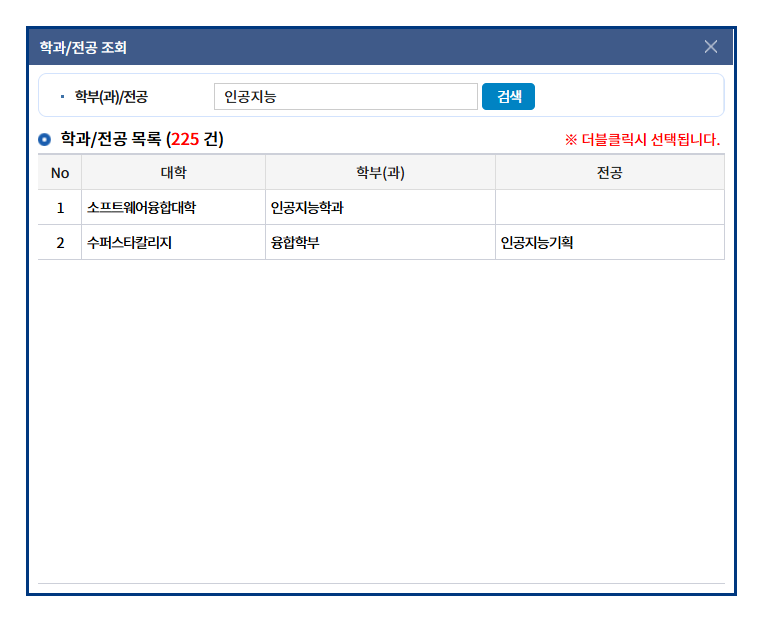 학과/전공 조회
학부(과)/전공 인공지능 검색
학과/전공 목록 (225 건) ※ 더블클릭시 선택됩니다.
No 대학 학부(과) 전공
1 소프트웨어융합대학 인공지능학과
2 수퍼스타칼리지 융합학부 인공지능기획